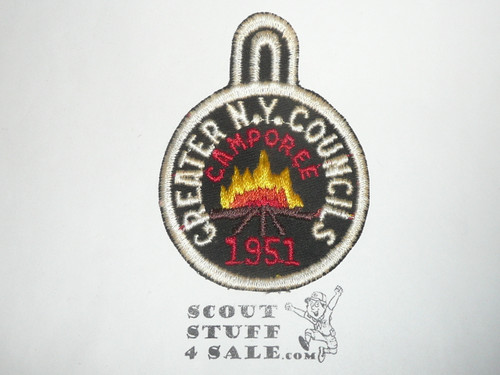 GREATER N.Y. COUNCILS
CAMPOREE
1951
SCOUT
STUFF
4 SALE.COM